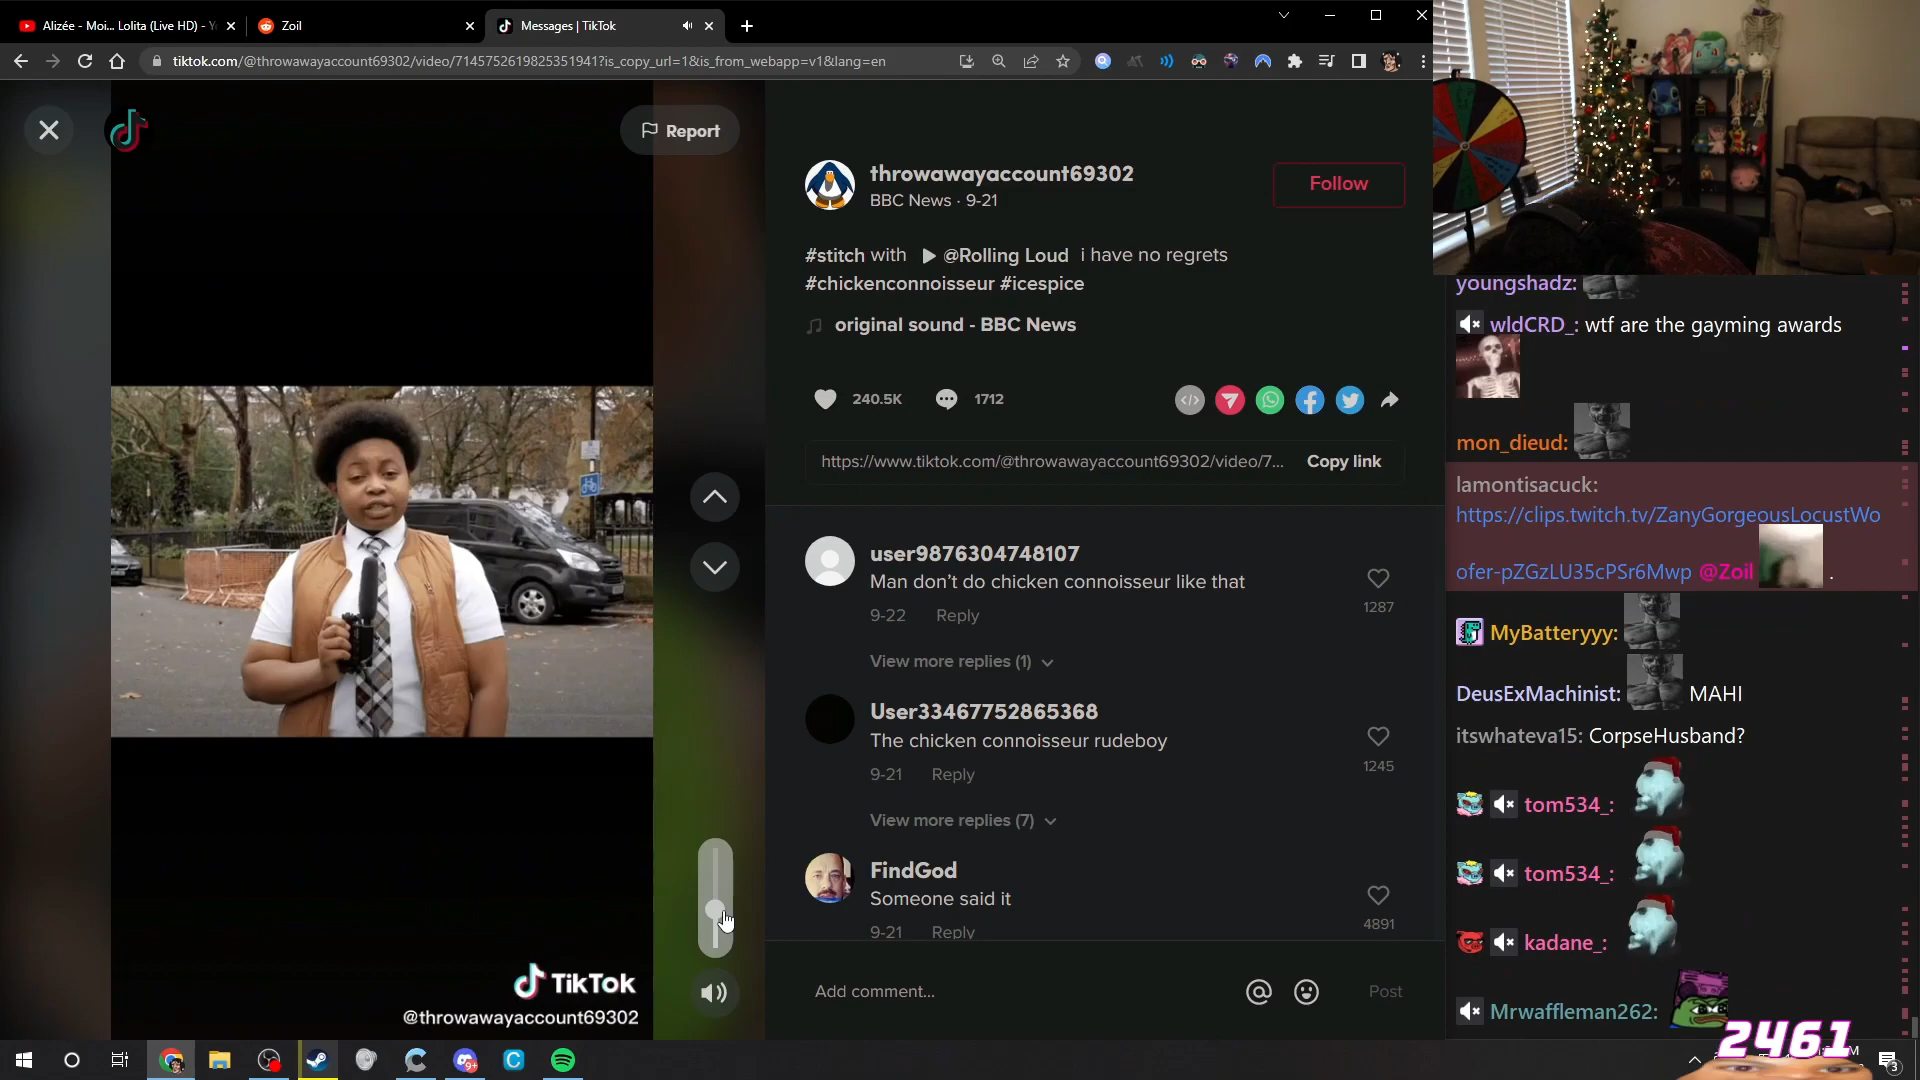 Alizée - Moi... Lolita (Live HD) - Y
Zoil
Messages | TikTok
tiktok.com/@throwawayaccount69302/video/7145752619825351941?is_copy_url=1&is_from_webapp=v1&lang=en
Report
throwawayaccount69302
BBC News · 9-21
Follow
#stitch with @Rolling Loud i have no regrets
#chickenconnoisseur #icespice
original sound - BBC News
240.5K
1712
https://www.tiktok.com/@throwawayaccount69302/video/7...
Copy link
user9876304748107
Man don't do chicken connoisseur like that
1287
9-22 Reply
View more replies (1)
User33467752865368
The chicken connoisseur rudeboy
1245
9-21 Reply
View more replies (7)
FindGod
Someone said it
4891
9-21 Reply
Add comment...
Post
TikTok
@throwawayaccount69302
youngshadz:
wldCRD_: wtf are the gayming awards
mon_dieud:
lamontisacuck:
https://clips.twitch.tv/ZanyGorgeousLocustWo
ofer-pZGzLU35cPSr6Mwp @Zoil .
MyBatteryyy:
DeusExMachinist: MAHI
itswhateva15: CorpseHusband?
tom534_:
tom534_:
kadane_:
Mrwaffleman262:
2461
9+
3